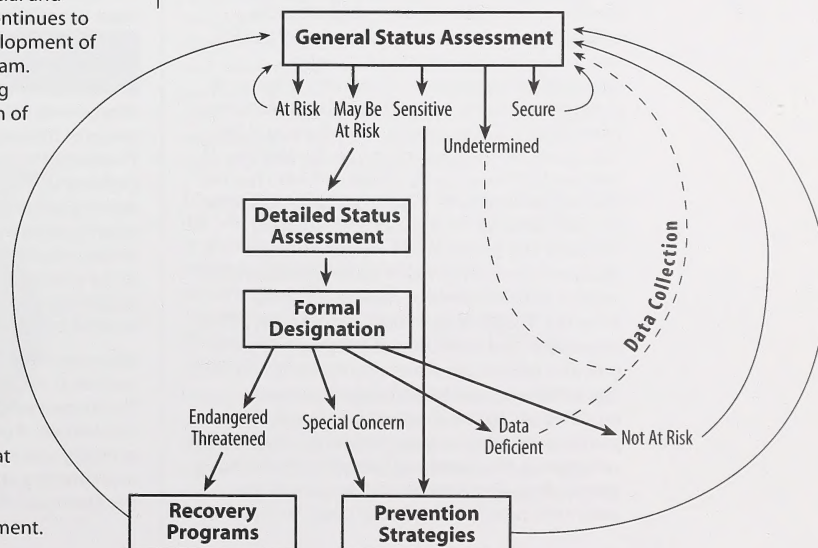 ontinues to
lopment of
am.
g
n of
General Status Assessment
At Risk
May Be
At Risk
Sensitive
Secure
Undetermined
Detailed Status
Assessment
Data Collection
Formal
Designation
Endangered
Threatened
Special Concern
Data
Deficient
Not At Risk
at
Recovery
Programs
Prevention
Strategies
ment.